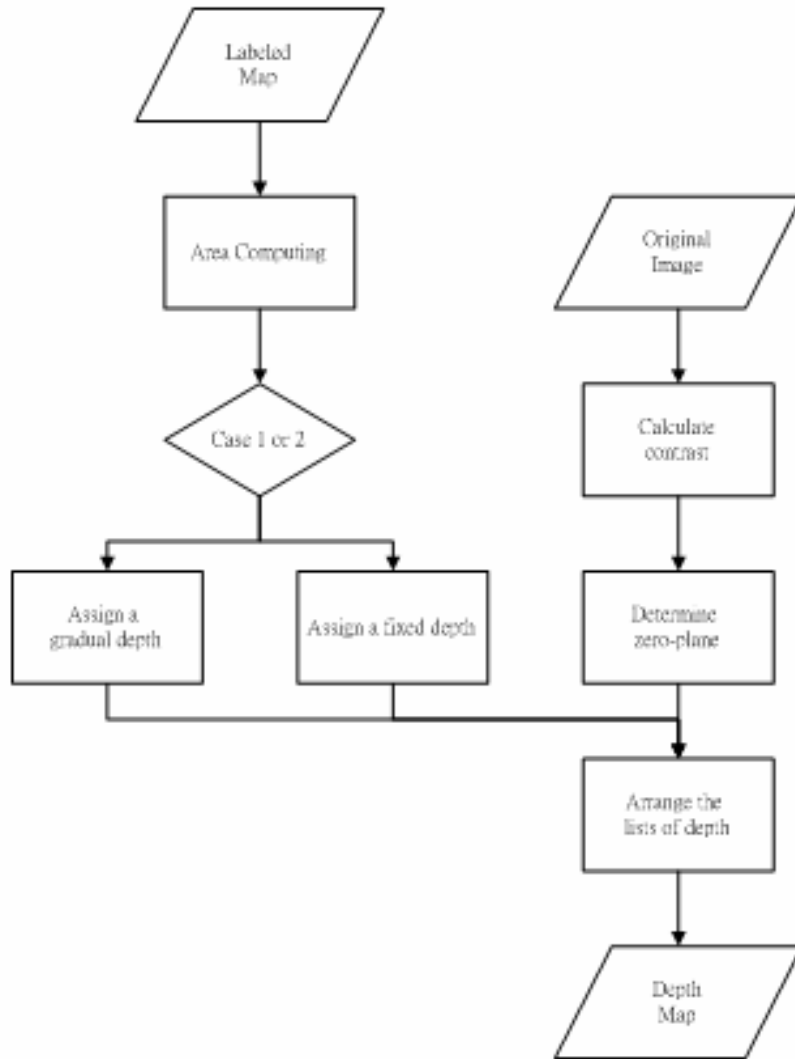 Labeled
Map
Area Computing
Original
Image
Case 1 or 2
Calculate
contrast
Assign a
gradual depth
Assign a fixed depth
Determine
zero-plane
Arrange the
lists of depth
Depth
Map